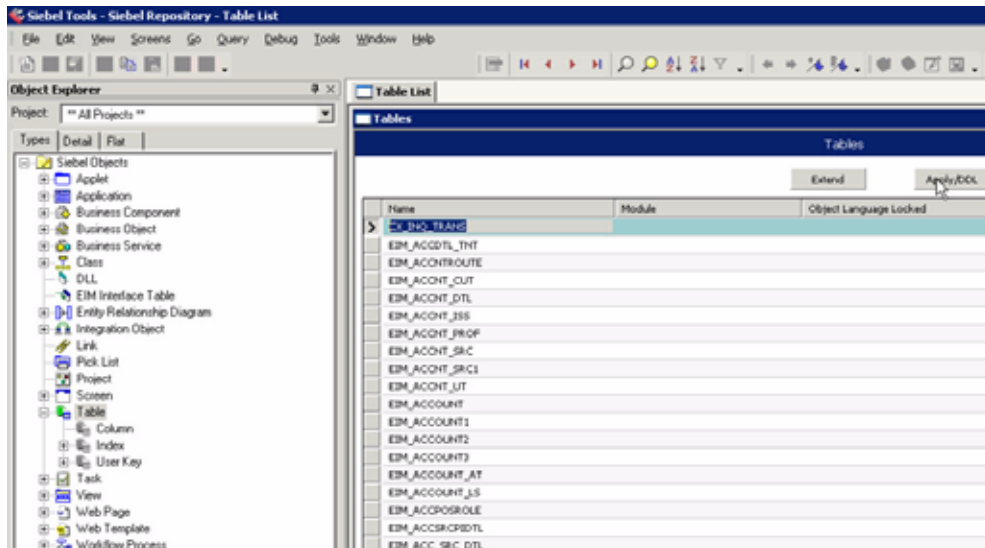 Siebel Tools - Siebel Repository - Table List
File Edit View Screens Go Query Debug Tools Window Help
Object Explorer
Table List
Project: ** All Projects **
Types Detail Flat
Tables
Tables
Extend Apply/DDL
Name Module Object Language Locked
Siebel Objects
Applet
Application
Business Component
Business Object
Business Service
Class
DLL
EIM Interface Table
Entity Relationship Diagram
Integration Object
Link
Pick List
Project
Screen
Table
Column
Index
User Key
Task
View
Web Page
Web Template
Workflow Process
CX_INQ_TRANS
EIM_ACCDTL_TNT
EIM_ACCNTROUTE
EIM_ACCNT_CUT
EIM_ACCNT_DTL
EIM_ACCNT_ISS
EIM_ACCNT_PROF
EIM_ACCNT_SRC
EIM_ACCNT_SRC1
EIM_ACCNT_UT
EIM_ACCOUNT
EIM_ACCOUNT1
EIM_ACCOUNT2
EIM_ACCOUNT3
EIM_ACCOUNT_AT
EIM_ACCOUNT_LS
EIM_ACCPOSROLE
EIM_ACCSRCPIDTL
EIM_ACC_SRC_DTL